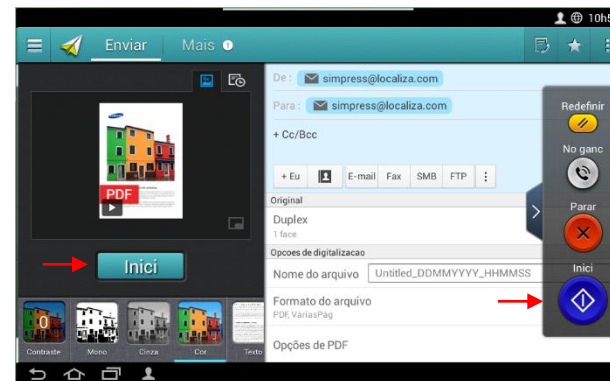 10h5
Enviar Mais 1
De : simpress@localiza.com
Para : simpress@localiza.com
+ Cc/Bcc
+ Eu E-mail Fax SMB FTP
Original
Duplex
1 face
Opcoes de digitalizacao
Nome do arquivo Untitled_DDMMYYYY_HHMMSS
Formato do arquivo
PDF, VáriasPág
Opções de PDF
PDF
Inici
Contraste Mono Cinza Cor Texto
Redefinir
No ganc
Parar
Inici